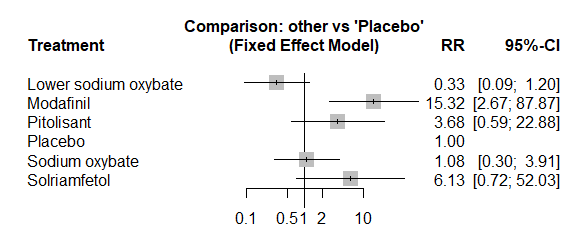 Comparison: other vs 'Placebo'
Treatment (Fixed Effect Model) RR 95%-CI
Lower sodium oxybate 0.33 [0.09; 1.20]
Modafinil 15.32 [2.67; 87.87]
Pitolisant 3.68 [0.59; 22.88]
Placebo 1.00
Sodium oxybate 1.08 [0.30; 3.91]
Solriamfetol 6.13 [0.72; 52.03]
0.1 0.5 1 2 10